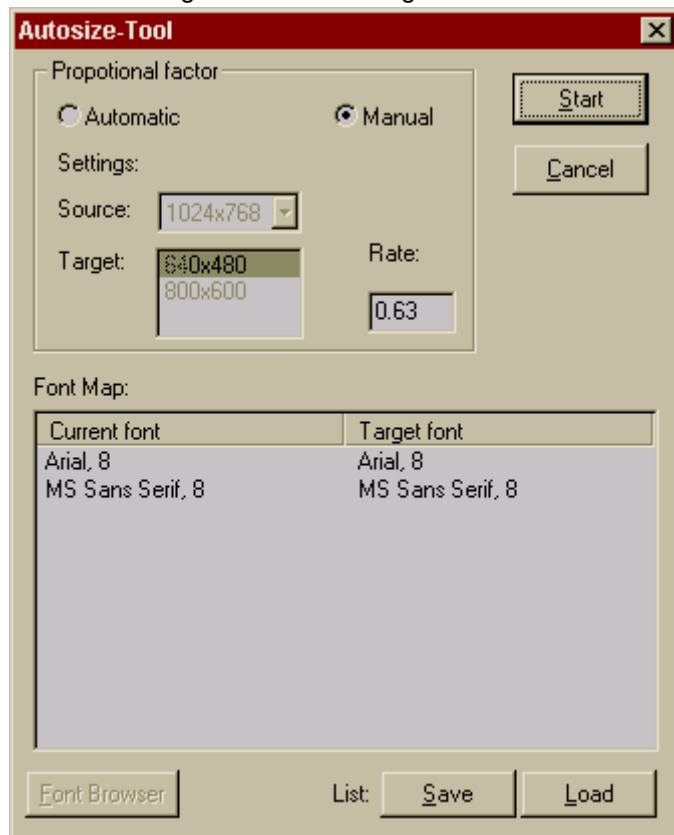 Autosize-Tool
Propotional factor
Automatic
Manual
Start
Settings:
Cancel
Source:
1024x768
Target:
640x480
800x600
Rate:
0.63
Font Map:
Current font Target font
Arial, 8 Arial, 8
MS Sans Serif, 8 MS Sans Serif, 8
Font Browser
List:
Save
Load